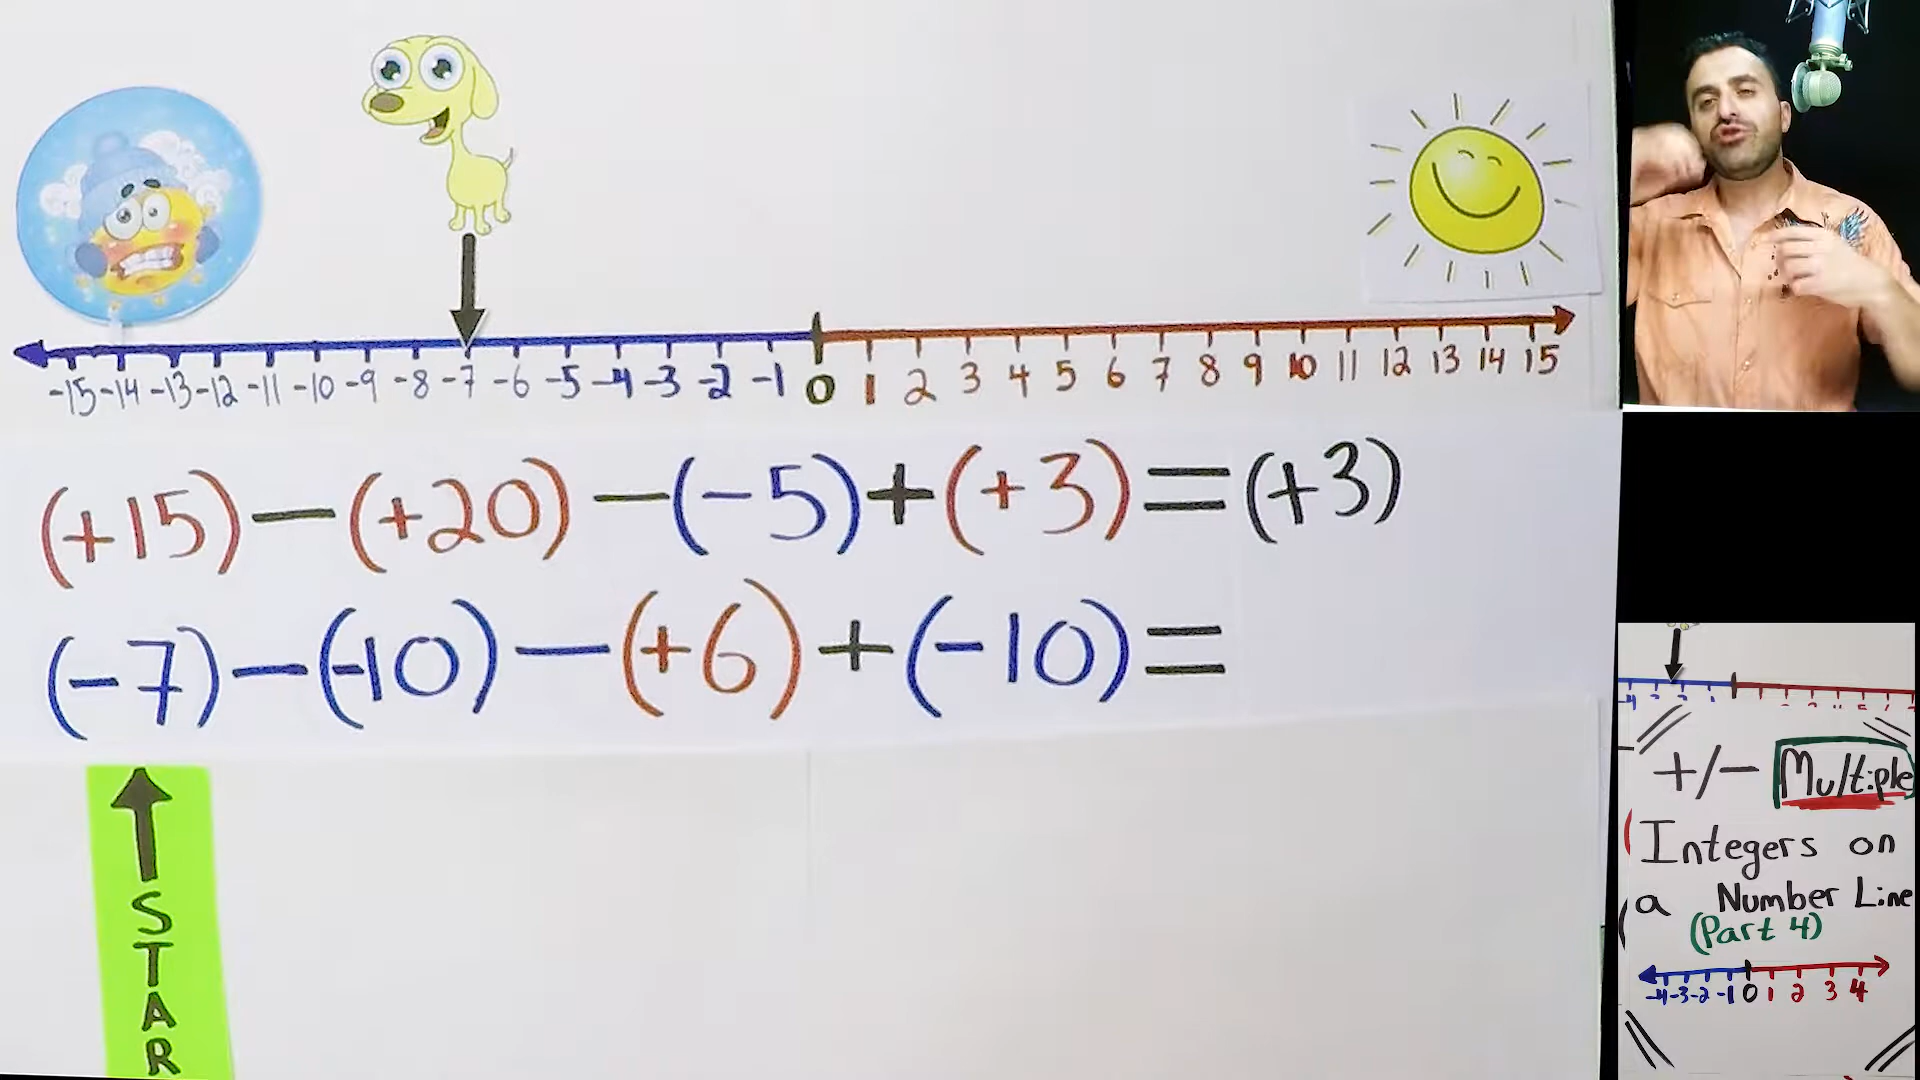 -15 -14 -13 -12 -11 -10 -9 -8 -7 -6 -5 -4 -3 -2 -1 0 1 2 3 4 5 6 7 8 9 10 11 12 13 14 15
(+15)-(+20)-(-5)+(+3)=(+3)
(-7)-(-10)-(+6)+(-10)=
STAR
+/- Multiple
Integers on
a Number Line
(Part 4)
-4 -3 -2 -1 0 1 2 3 4